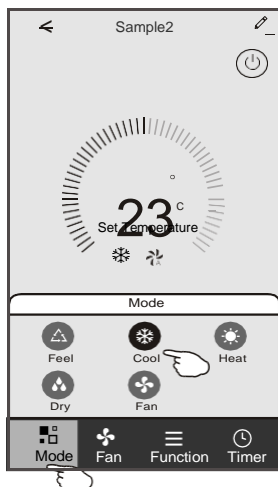 Sample2
23°C
Set Temperature
Mode
Feel
Cool
Heat
Dry
Fan
Mode Fan Function Timer